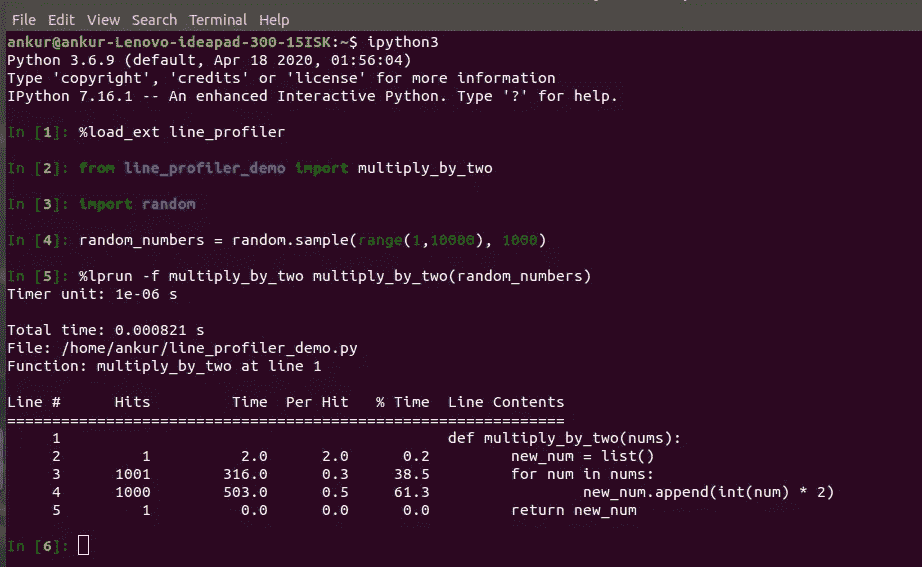 File Edit View Search Terminal Help
ankur@ankur-Lenovo-ideapad-300-15ISK:~$ ipython3
Python 3.6.9 (default, Apr 18 2020, 01:56:04)
Type 'copyright', 'credits' or 'license' for more information
IPython 7.16.1 -- An enhanced Interactive Python. Type '?' for help.
In [1]: %load_ext line_profiler
In [2]: from line_profiler_demo import multiply_by_two
In [3]: import random
In [4]: random_numbers = random.sample(range(1,10000), 1000)
In [5]: %lprun -f multiply_by_two multiply_by_two(random_numbers)
Timer unit: 1e-06 s
Total time: 0.000821 s
File: /home/ankur/line_profiler_demo.py
Function: multiply_by_two at line 1
Line # Hits Time Per Hit % Time Line Contents
==============================================================
1 def multiply_by_two(nums):
2 1 2.0 2.0 0.2 new_num = list()
3 1001 316.0 0.3 38.5 for num in nums:
4 1000 503.0 0.5 61.3 new_num.append(int(num) * 2)
5 1 0.0 0.0 0.0 return new_num
In [6]: